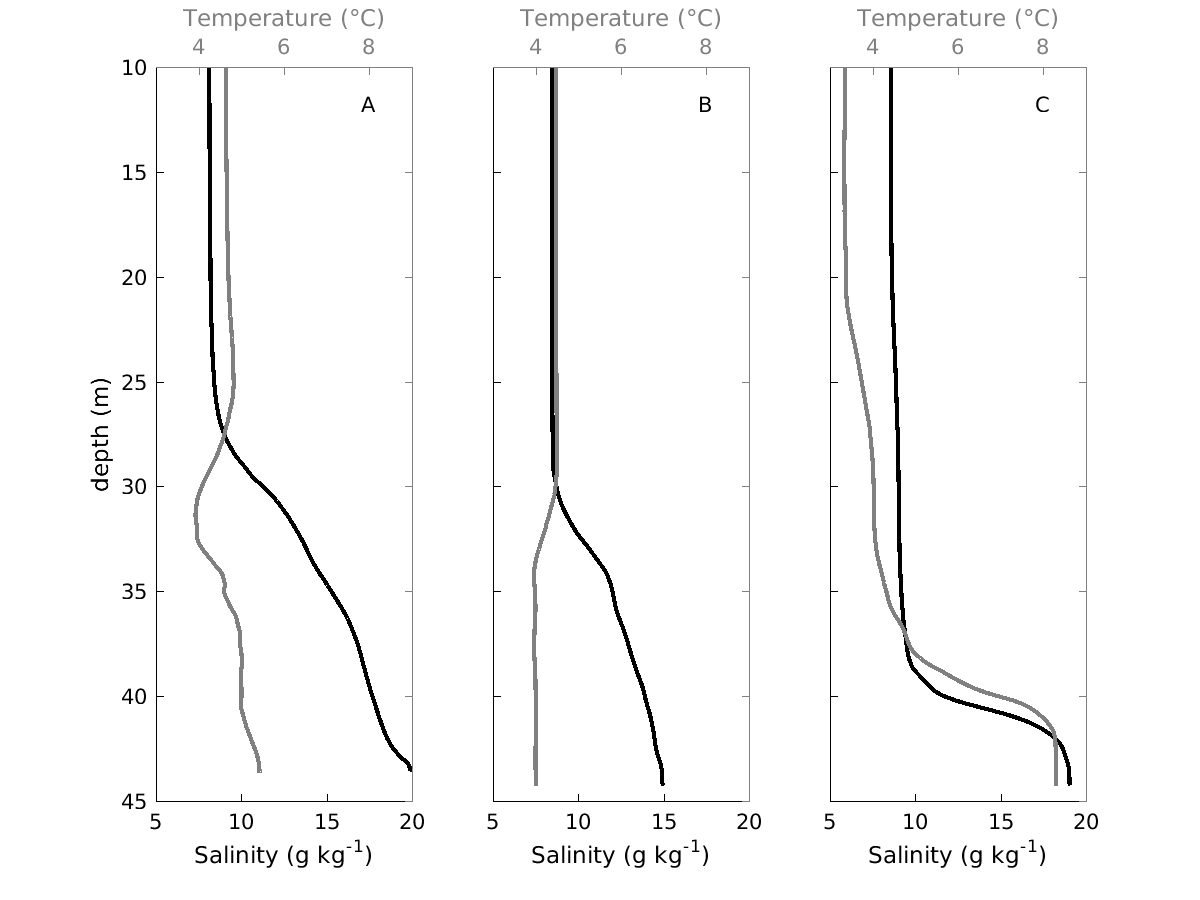 Temperature (°C) Temperature (°C) Temperature (°C)
4 6 8 4 6 8 4 6 8
10
A B C
15
20
25
depth (m)
30
35
40
45
5 10 15 20 5 10 15 20 5 10 15 20
Salinity (g kg-1) Salinity (g kg-1) Salinity (g kg-1)